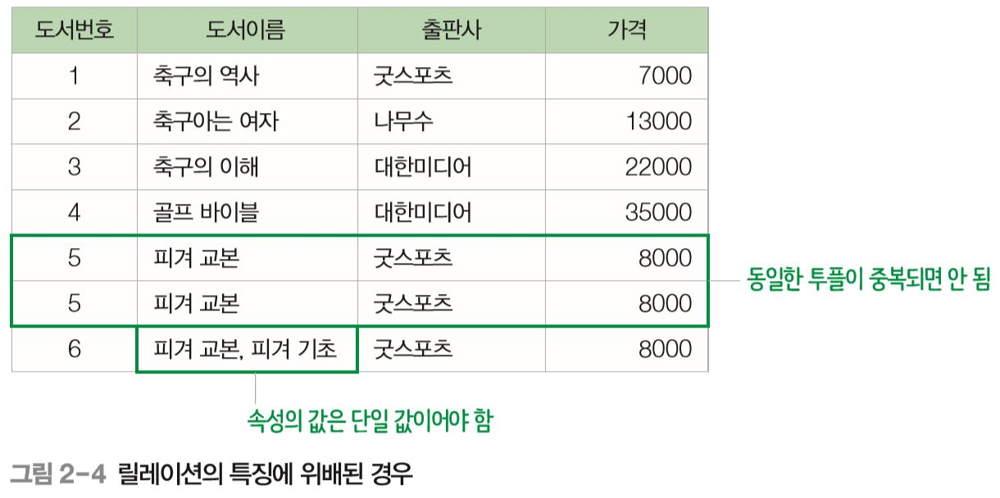 도서번호 도서이름 출판사 가격
1 축구의 역사 굿스포츠 7000
2 축구아는 여자 나무수 13000
3 축구의 이해 대한미디어 22000
4 골프 바이블 대한미디어 35000
5 피겨 교본 굿스포츠 8000
동일한 투플이 중복되면 안 됨
5 피겨 교본 굿스포츠 8000
6 피겨 교본, 피겨 기초 굿스포츠 8000
속성의 값은 단일 값이어야 함
그림 2-4 릴레이션의 특징에 위배된 경우